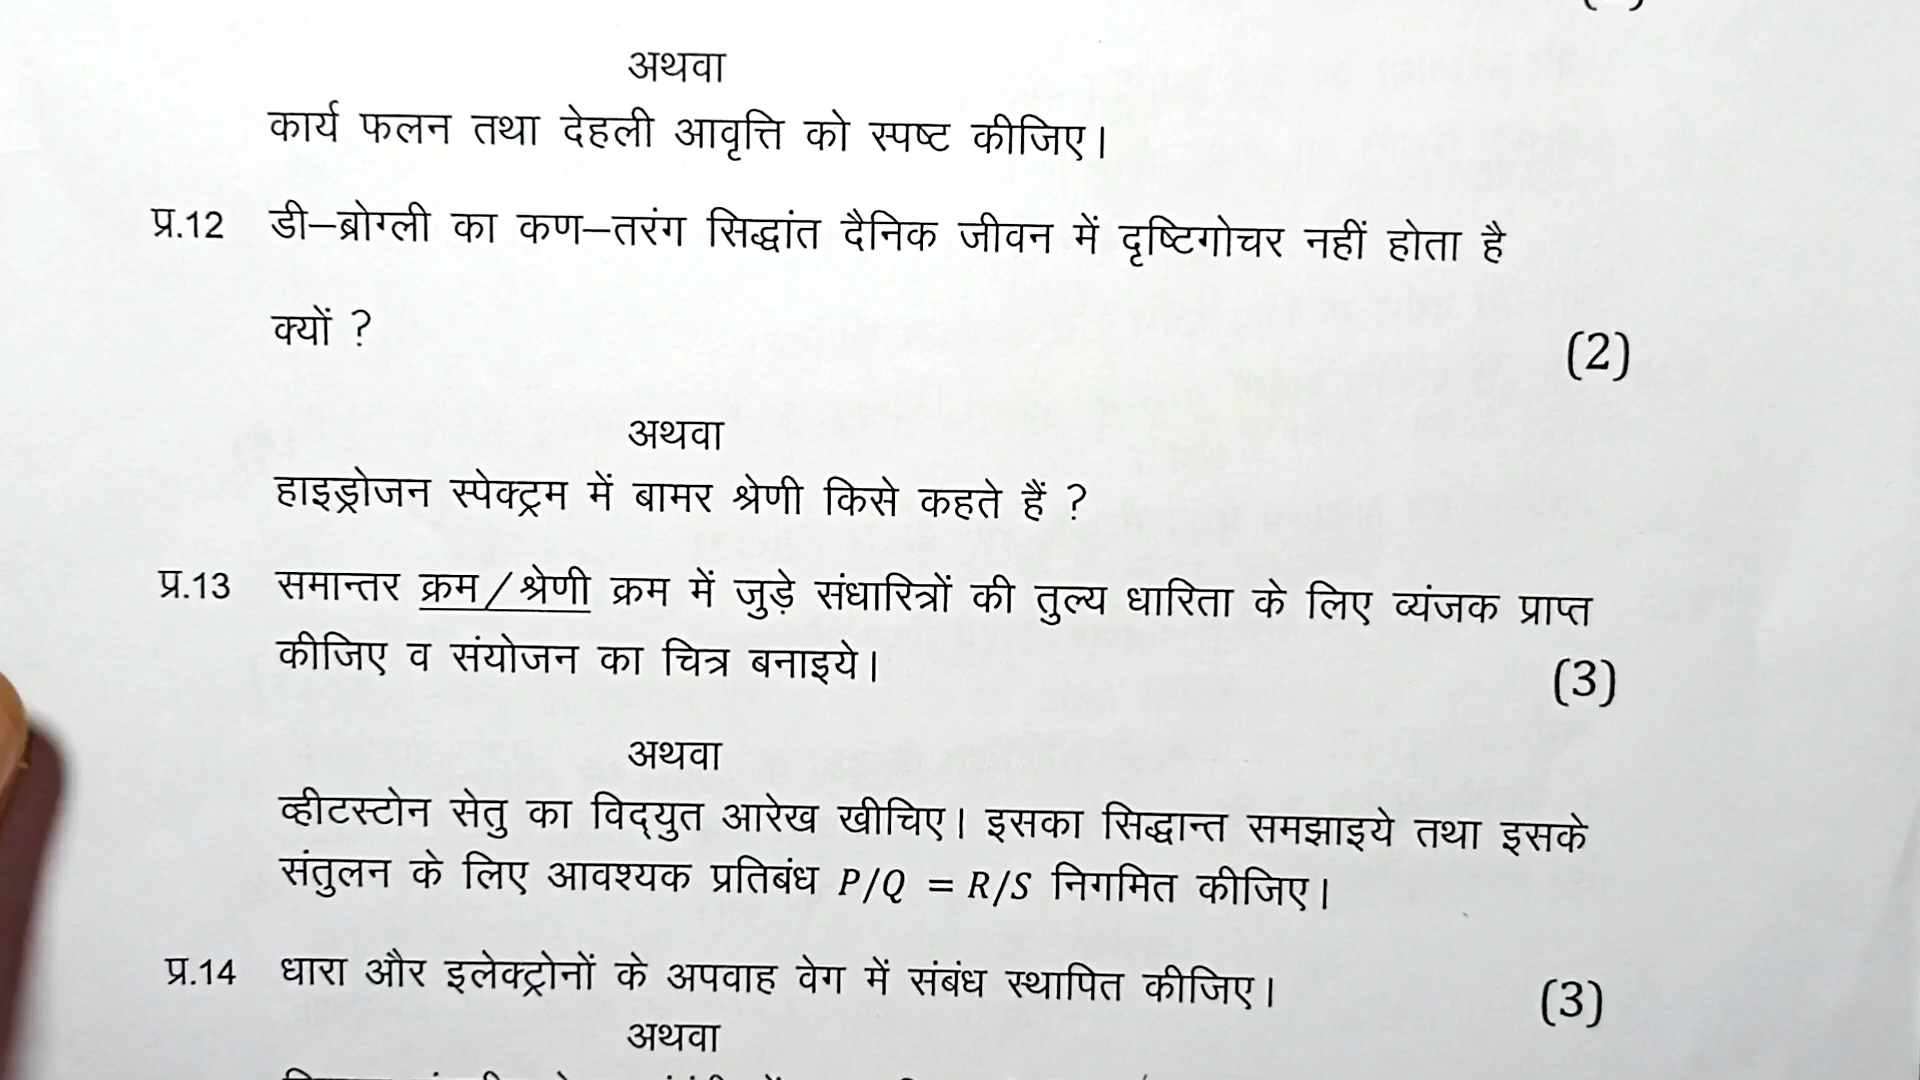 अथवा
कार्य फलन तथा देहली आवृत्ति को स्पष्ट कीजिए।
प्र.12 डी–ब्रोग्ली का कण–तरंग सिद्धांत दैनिक जीवन में दृष्टिगोचर नहीं होता है
क्यों ?
(2)
अथवा
हाइड्रोजन स्पेक्ट्रम में बामर श्रेणी किसे कहते हैं ?
प्र.13 समान्तर क्रम/श्रेणी क्रम में जुड़े संधारित्रों की तुल्य धारिता के लिए व्यंजक प्राप्त
कीजिए व संयोजन का चित्र बनाइये।
(3)
अथवा
व्हीटस्टोन सेतु का विद्‌युत आरेख खीचिए। इसका सिद्धान्त समझाइये तथा इसके
संतुलन के लिए आवश्यक प्रतिबंध P/Q = R/S निगमित कीजिए।
प्र.14 धारा और इलेक्ट्रोनों के अपवाह वेग में संबंध स्थापित कीजिए।
(3)
अथवा